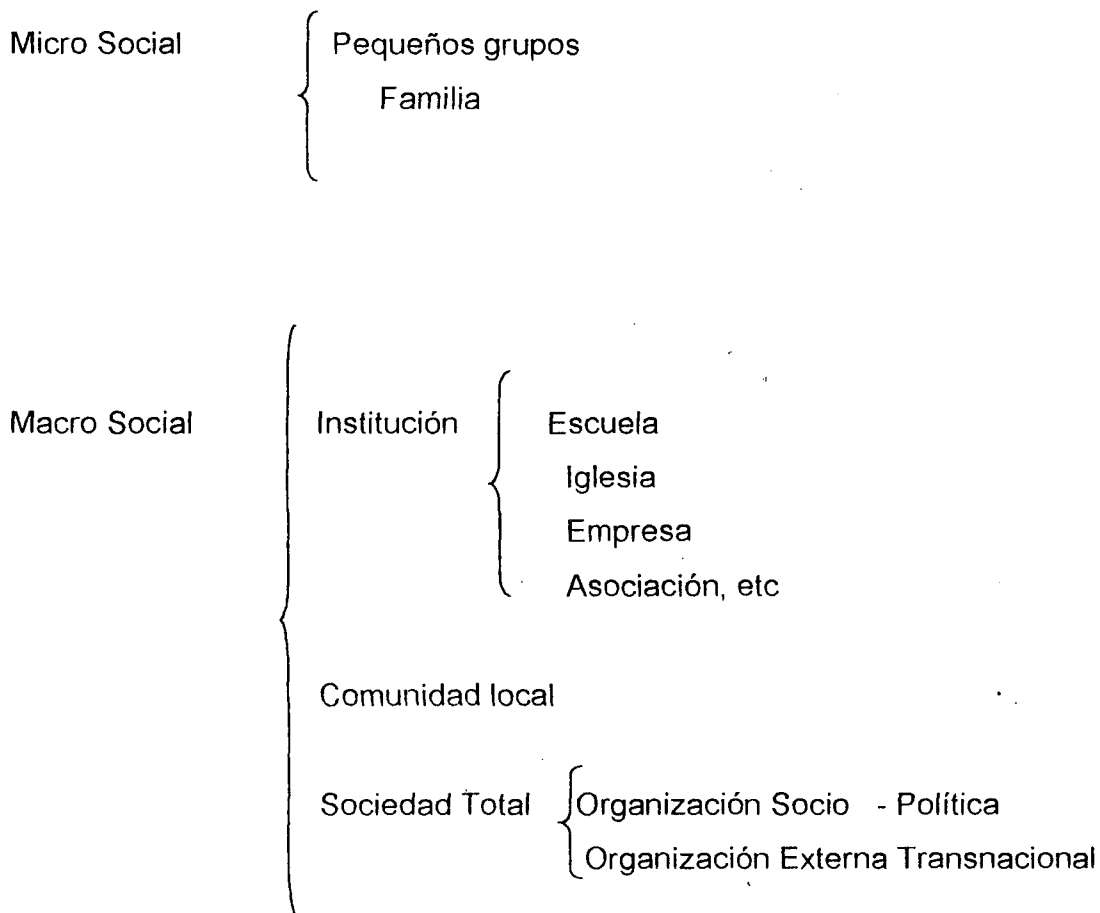 Micro Social Pequeños grupos
Familia
Macro Social Institución Escuela
Iglesia
Empresa
Asociación, etc
Comunidad local
Sociedad Total Organización Socio - Política
Organización Externa Transnacional